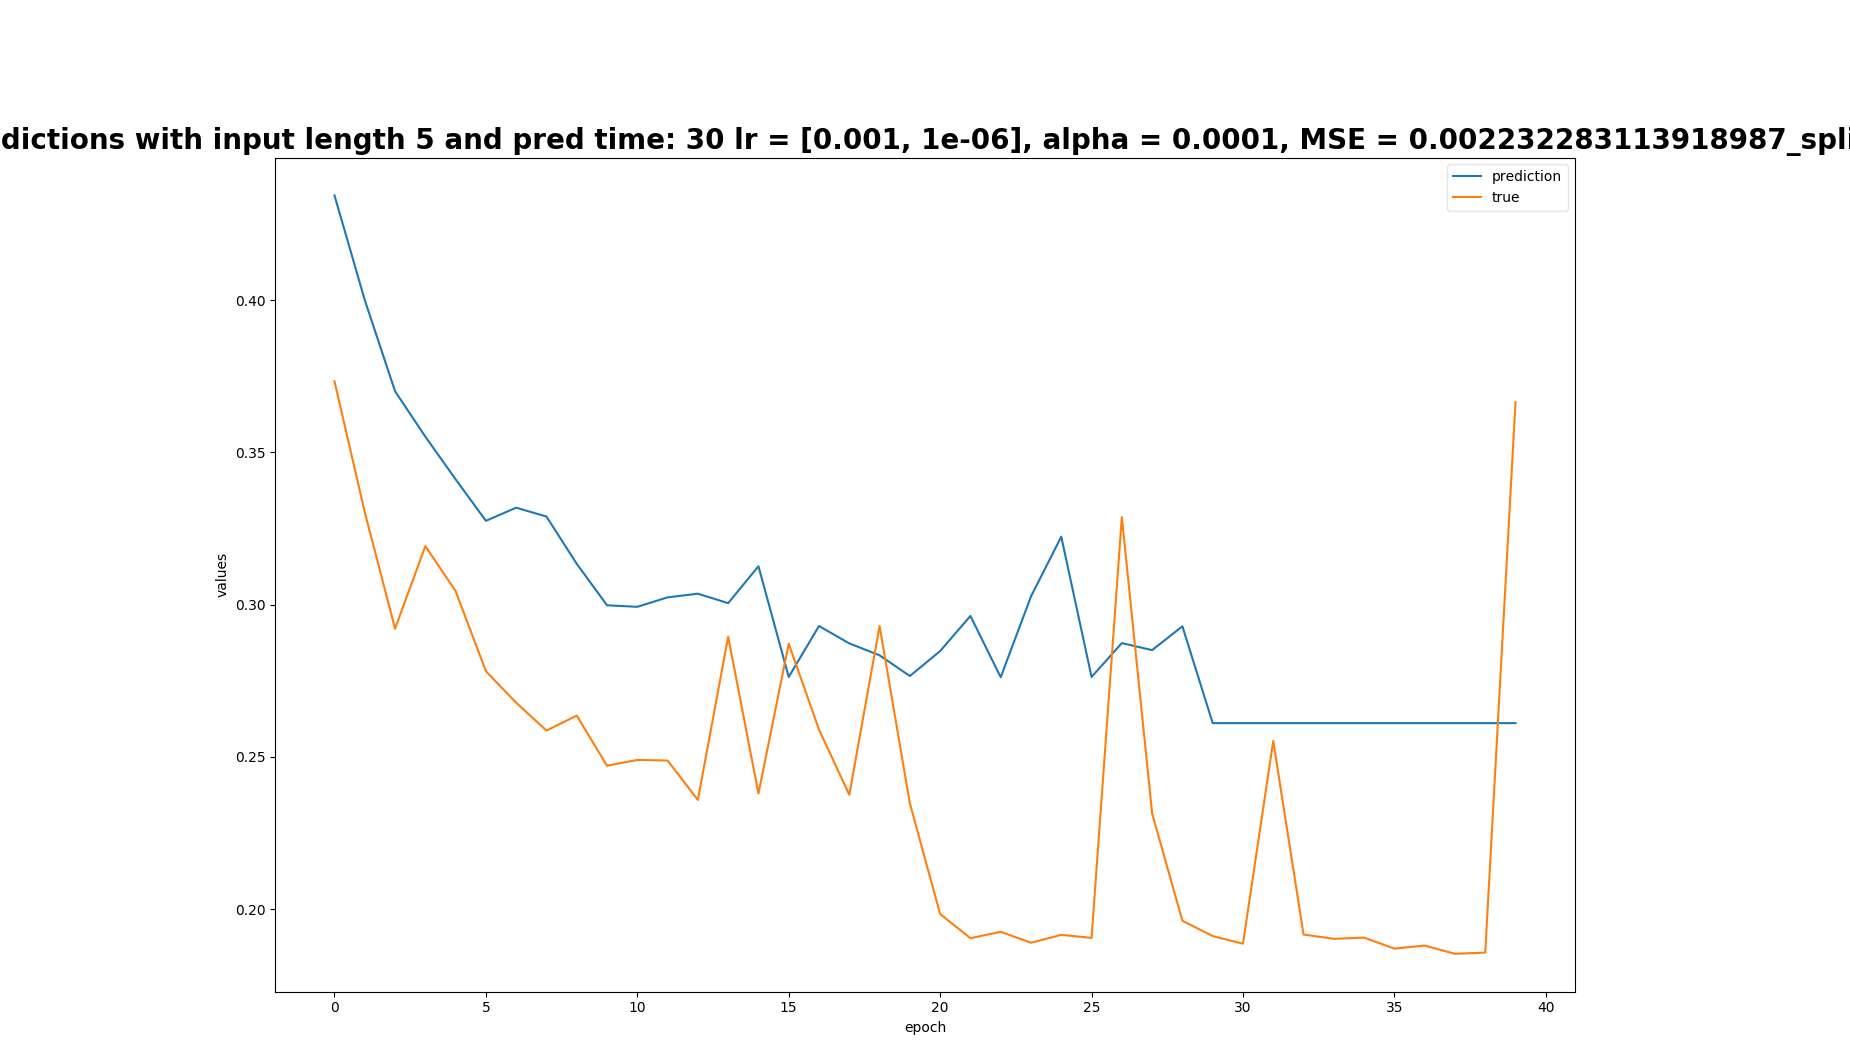 dictions with input length 5 and pred time: 30 lr = [0.001, 1e-06], alpha = 0.0001, MSE = 0.002232283113918987_spli
prediction
true
0.40
0.35
0.30
0.25
0.20
values
0 5 10 15 20 25 30 35 40
epoch